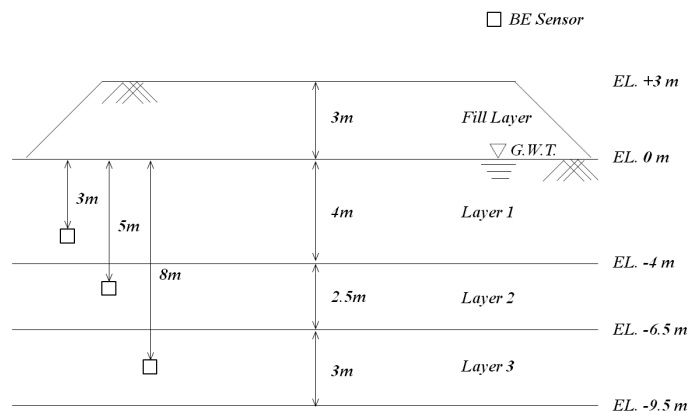 BE Sensor
EL. +3 m
3m
Fill Layer
G.W.T.
EL. 0 m
3m
5m
4m
Layer 1
EL. -4 m
8m
2.5m
Layer 2
EL. -6.5 m
3m
Layer 3
EL. -9.5 m